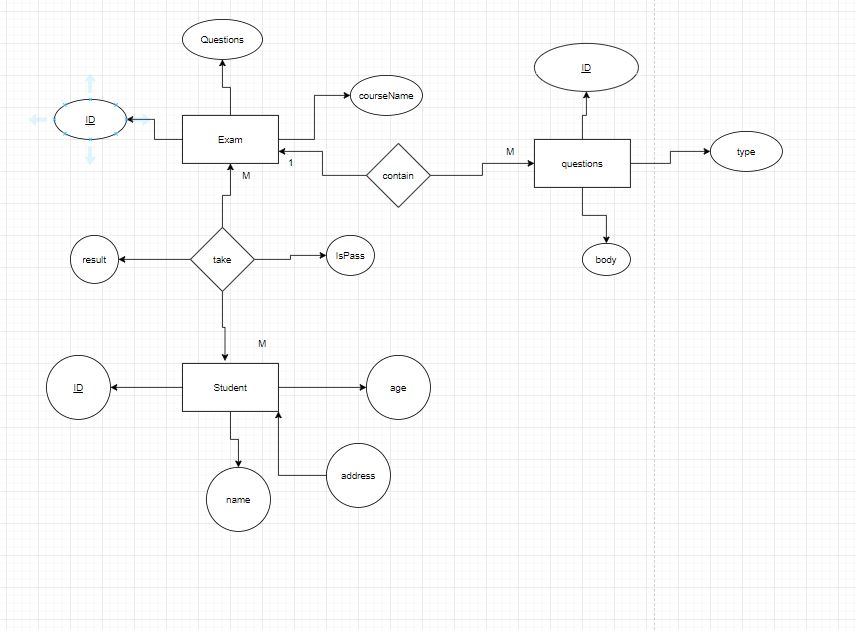 Questions
ID
courseName
ID
Exam
1
contain
M
questions
type
M
body
result
take
IsPass
M
ID
Student
age
name
address